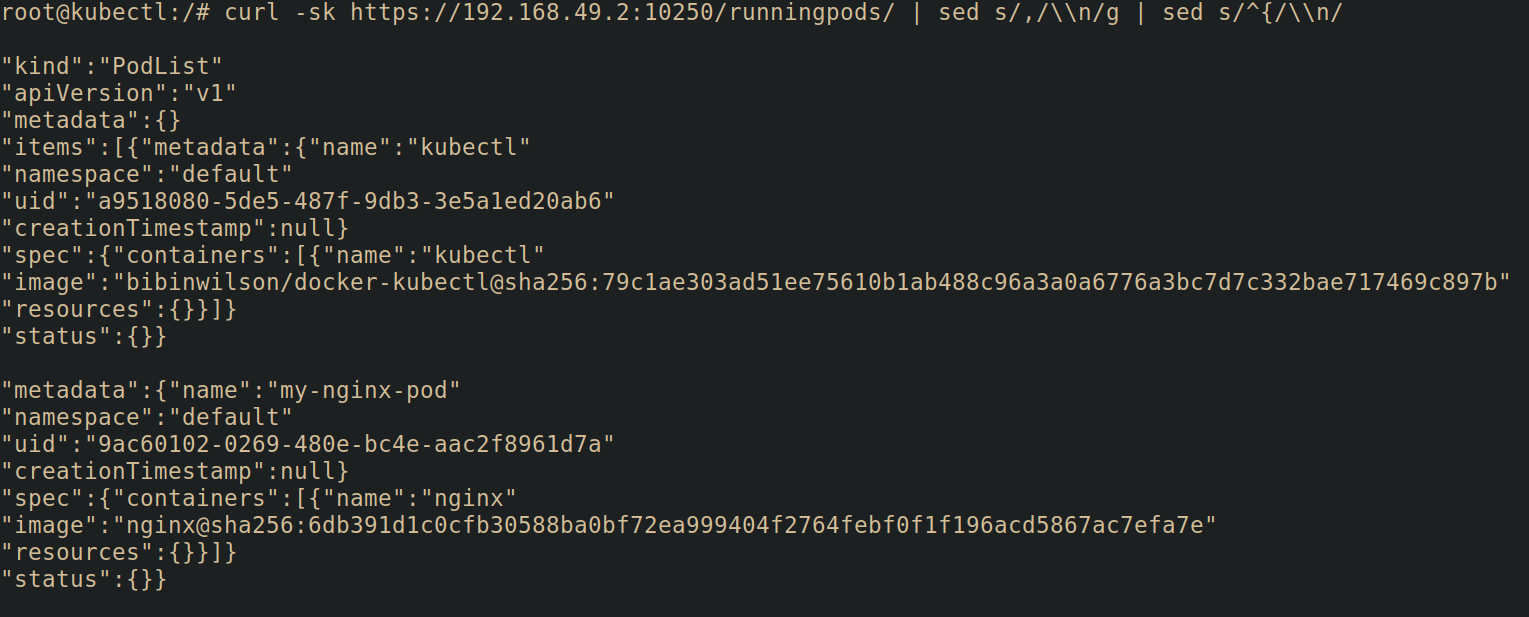 root@kubectl:/# curl -sk https://192.168.49.2:10250/runningpods/ | sed s/,/\\n/g | sed s/^{/\\n/
"kind":"PodList"
"apiVersion":"v1"
"metadata":{}
"items":[{"metadata":{"name":"kubectl"
"namespace":"default"
"uid":"a9518080-5de5-487f-9db3-3e5a1ed20ab6"
"creationTimestamp":null}
"spec":{"containers":[{"name":"kubectl"
"image":"bibinwilson/docker-kubectl@sha256:79c1ae303ad51ee75610b1ab488c96a3a0a6776a3bc7d7c332bae717469c897b"
"resources":{}}]}
"status":{}}
"metadata":{"name":"my-nginx-pod"
"namespace":"default"
"uid":"9ac60102-0269-480e-bc4e-aac2f8961d7a"
"creationTimestamp":null}
"spec":{"containers":[{"name":"nginx"
"image":"nginx@sha256:6db391d1c0cfb30588ba0bf72ea999404f2764febf0f1f196acd5867ac7efa7e"
"resources":{}}]}
"status":{}}